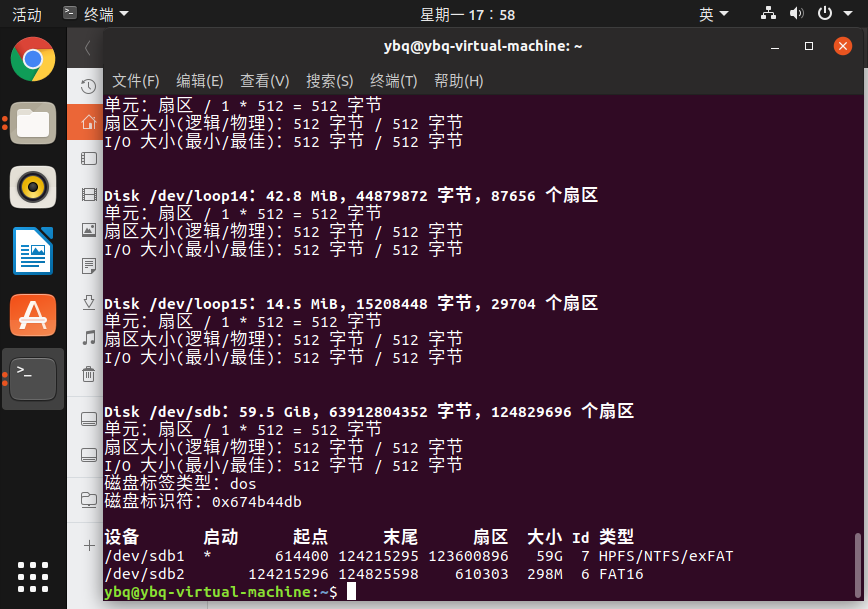 活动 终端 星期一 17:58 英
ybq@ybq-virtual-machine: ~
文件(F) 编辑(E) 查看(V) 搜索(S) 终端(T) 帮助(H)
单元: 扇区 / 1 * 512 = 512 字节
扇区大小(逻辑/物理): 512 字节 / 512 字节
I/O 大小(最小/最佳): 512 字节 / 512 字节
Disk /dev/loop14: 42.8 MiB, 44879872 字节, 87656 个扇区
单元: 扇区 / 1 * 512 = 512 字节
扇区大小(逻辑/物理): 512 字节 / 512 字节
I/O 大小(最小/最佳): 512 字节 / 512 字节
Disk /dev/loop15: 14.5 MiB, 15208448 字节, 29704 个扇区
单元: 扇区 / 1 * 512 = 512 字节
扇区大小(逻辑/物理): 512 字节 / 512 字节
I/O 大小(最小/最佳): 512 字节 / 512 字节
Disk /dev/sdb: 59.5 GiB, 63912804352 字节, 124829696 个扇区
单元: 扇区 / 1 * 512 = 512 字节
扇区大小(逻辑/物理): 512 字节 / 512 字节
I/O 大小(最小/最佳): 512 字节 / 512 字节
磁盘标签类型: dos
磁盘标识符: 0x674b44db
设备 启动 起点 末尾 扇区 大小 Id 类型
/dev/sdb1 * 614400 124215295 123600896 59G 7 HPFS/NTFS/exFAT
/dev/sdb2 124215296 124825598 610303 298M 6 FAT16
ybq@ybq-virtual-machine:~$